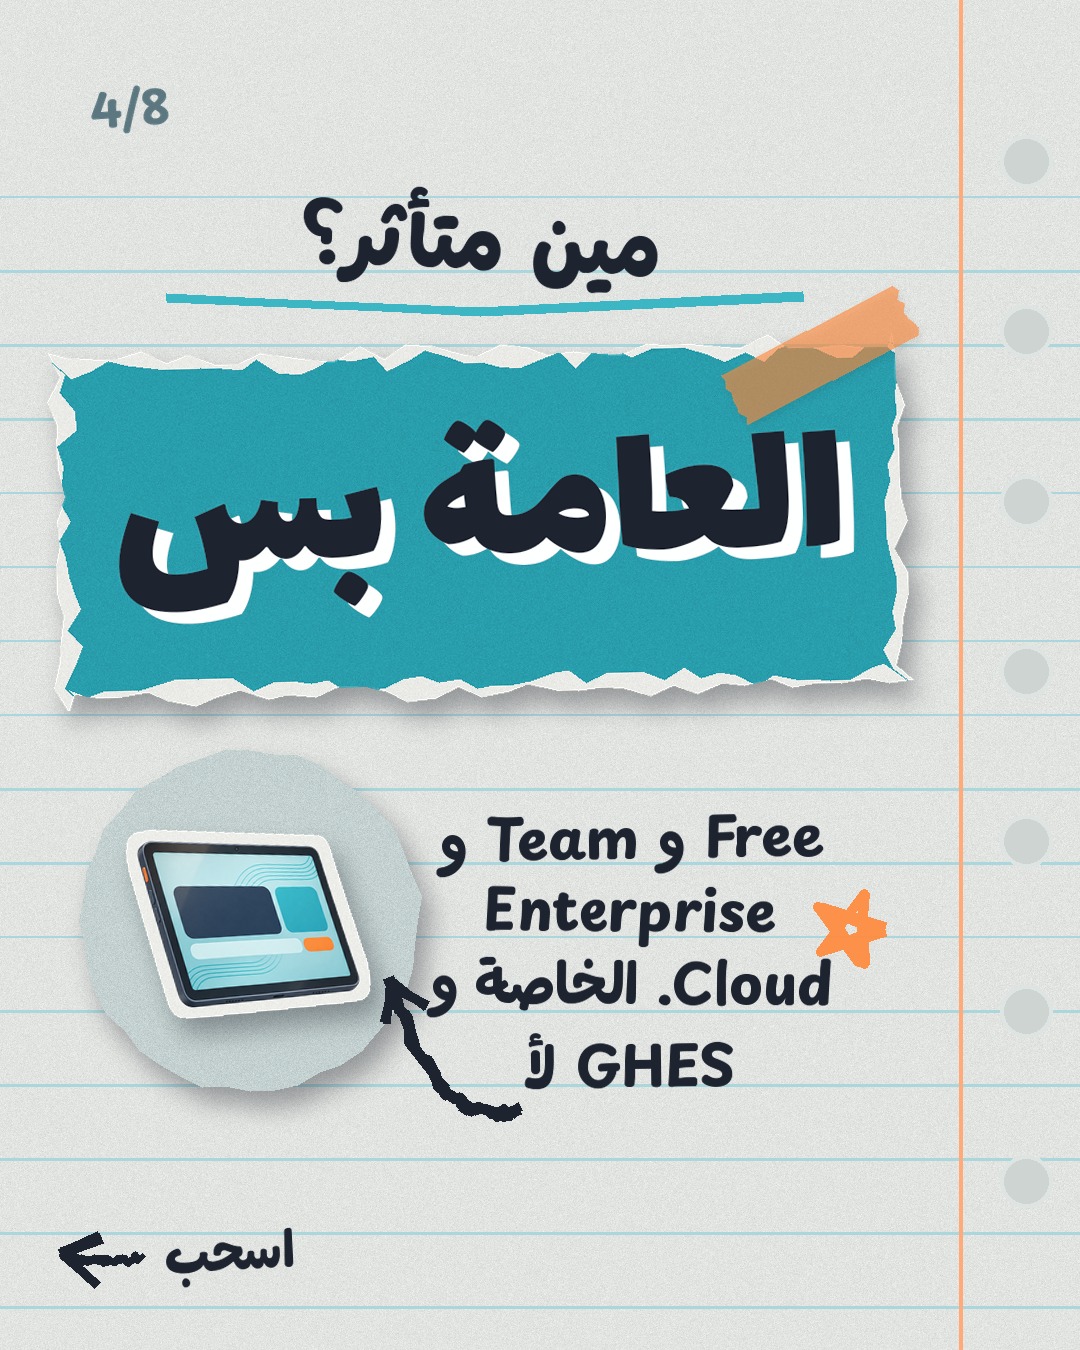 4/8
مين متأثر؟
العامة بس
Free و Team و
Enterprise
Cloud. الخاصة و
GHES لأ
اسحب